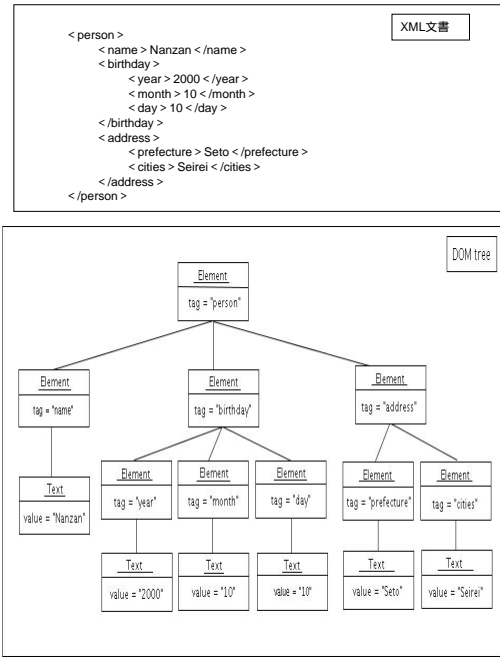 XML文書
< person >
< name > Nanzan < /name >
< birthday >
< year > 2000 < /year >
< month > 10 < /month >
< day > 10 < /day >
< /birthday >
< address >
< prefecture > Seto < /prefecture >
< cities > Seirei < /cities >
< /address >
< /person >
DOM tree
Element
tag = "person"
Element
tag = "name"
Element
tag = "birthday"
Element
tag = "address"
Text
value = "Nanzan"
Element
tag = "year"
Element
tag = "month"
Element
tag = "day"
Element
tag = "prefecture"
Element
tag = "cities"
Text
value = "2000"
Text
value = "10"
Text
value = "10"
Text
value = "Seto"
Text
value = "Seirei"